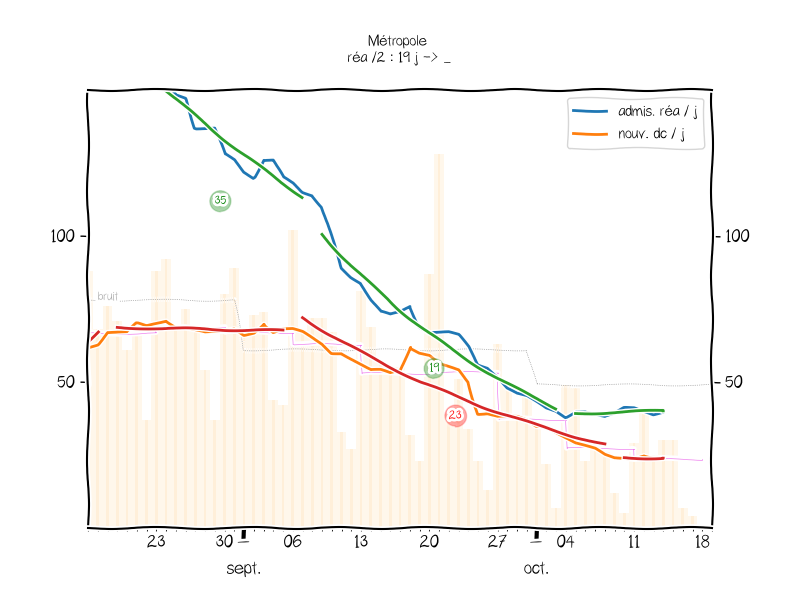 Métropole
réa /2 : 19 j -> _
admis. réa / j
nouv. dc / j
100
100
bruit
35
19
23
50
50
23 30 06 13 20 27 04 11 18
sept. oct.